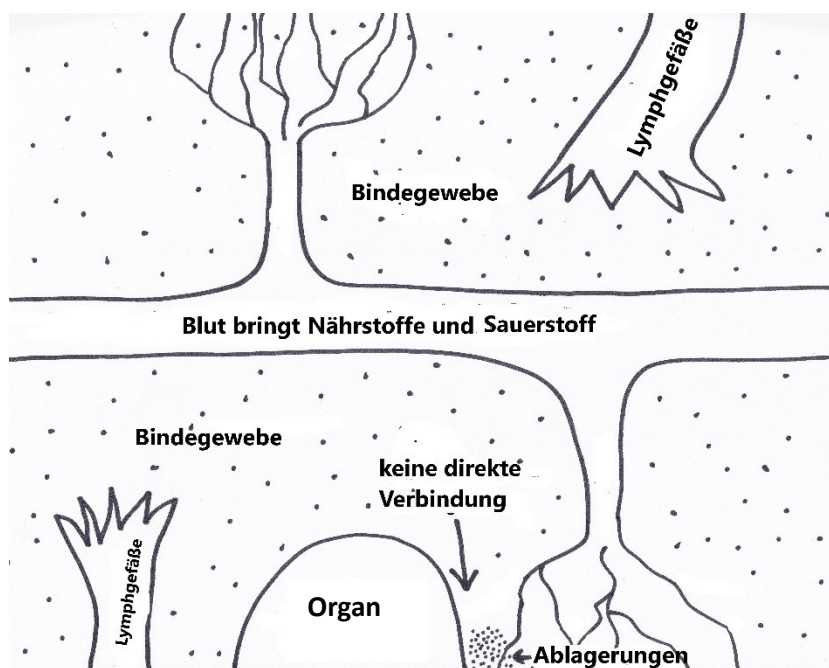 Lymphgefäße
Bindegewebe
Blut bringt Nährstoffe und Sauerstoff
Bindegewebe
keine direkte
Verbindung
Lymphgefäße
Organ
Ablagerungen